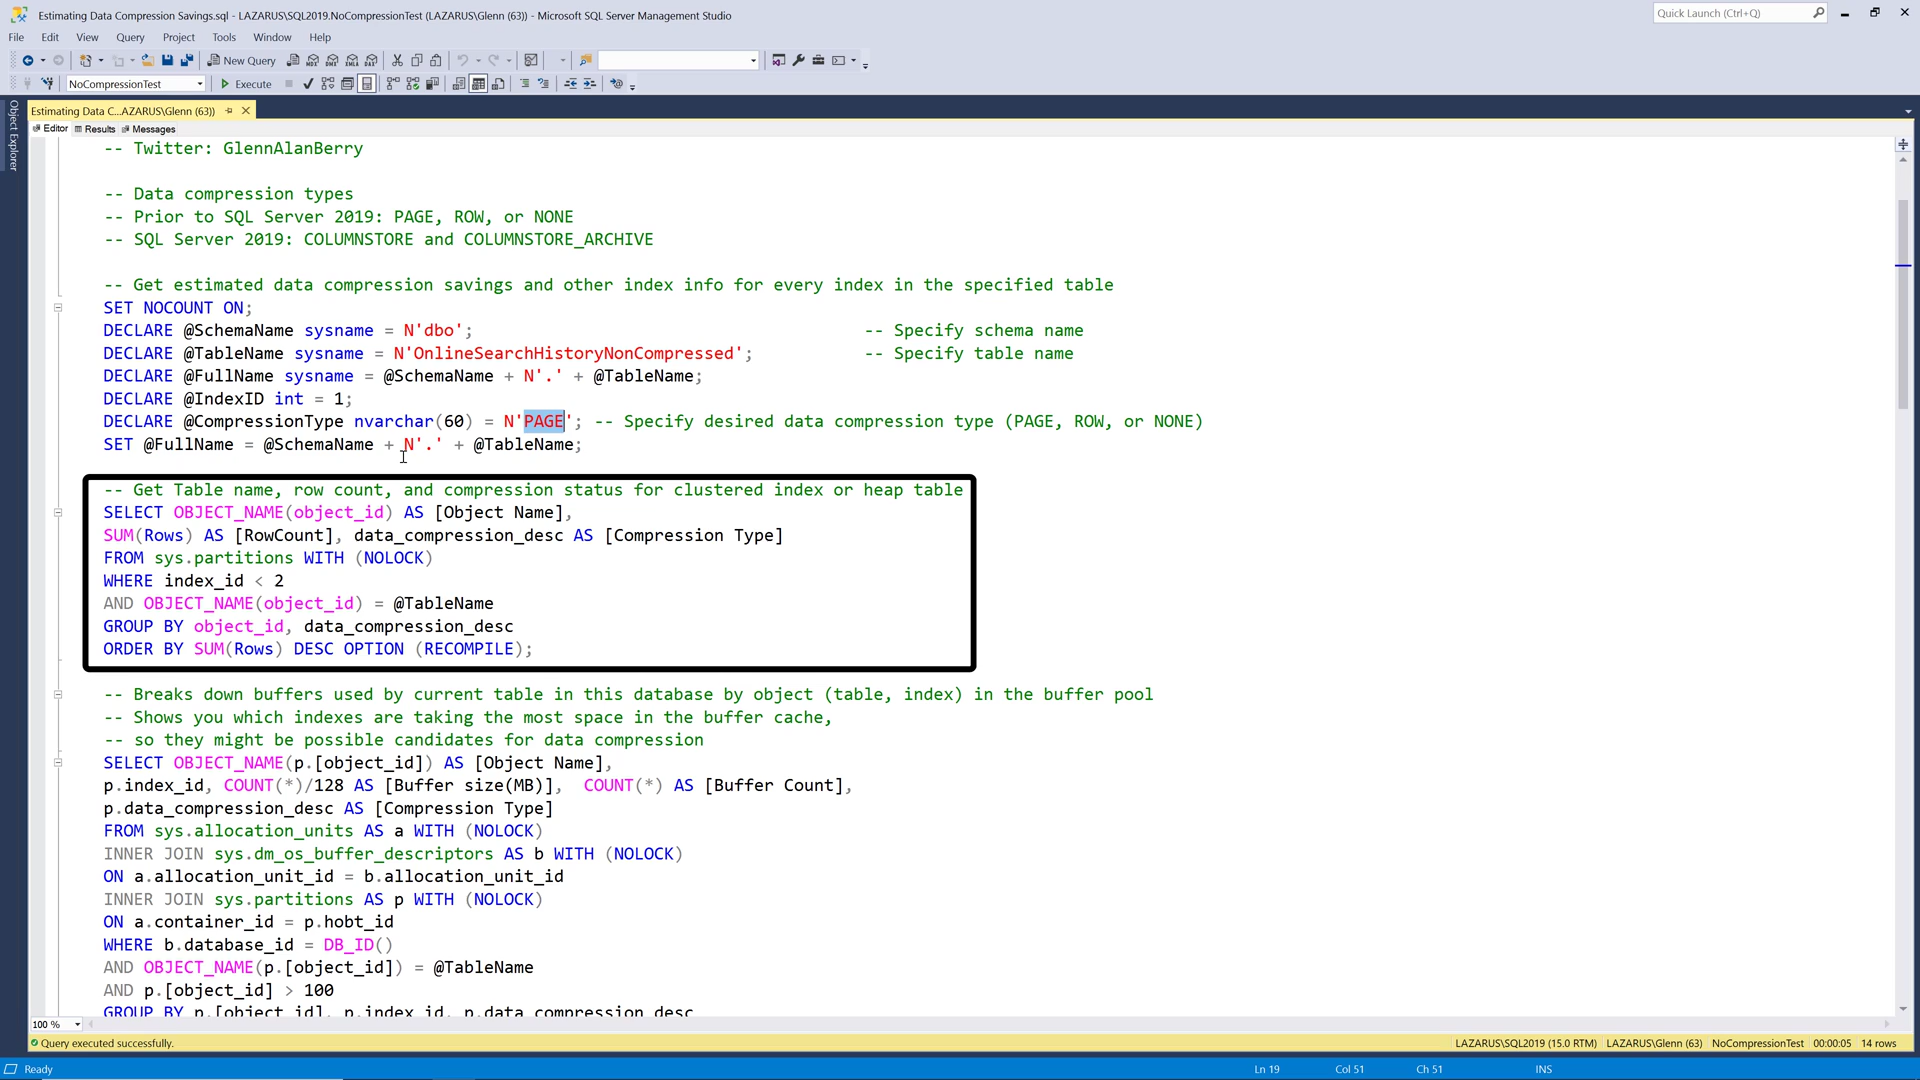 Estimating Data Compression Savings.sql - LAZARUS\SQL2019.NoCompressionTest (LAZARUS\Glenn (63)) - Microsoft SQL Server Management Studio
Quick Launch (Ctrl+Q)
File Edit View Query Project Tools Window Help
New Query
NoCompressionTest Execute
Object Explorer
Estimating Data C...AZARUS\Glenn (63))
Editor Results Messages
-- Twitter: GlennAlanBerry
-- Data compression types
-- Prior to SQL Server 2019: PAGE, ROW, or NONE
-- SQL Server 2019: COLUMNSTORE and COLUMNSTORE_ARCHIVE
-- Get estimated data compression savings and other index info for every index in the specified table
SET NOCOUNT ON;
DECLARE @SchemaName sysname = N'dbo'; -- Specify schema name
DECLARE @TableName sysname = N'OnlineSearchHistoryNonCompressed'; -- Specify table name
DECLARE @FullName sysname = @SchemaName + N'.' + @TableName;
DECLARE @IndexID int = 1;
DECLARE @CompressionType nvarchar(60) = N'PAGE'; -- Specify desired data compression type (PAGE, ROW, or NONE)
SET @FullName = @SchemaName + N'.' + @TableName;
-- Get Table name, row count, and compression status for clustered index or heap table
SELECT OBJECT_NAME(object_id) AS [Object Name],
SUM(Rows) AS [RowCount], data_compression_desc AS [Compression Type]
FROM sys.partitions WITH (NOLOCK)
WHERE index_id < 2
AND OBJECT_NAME(object_id) = @TableName
GROUP BY object_id, data_compression_desc
ORDER BY SUM(Rows) DESC OPTION (RECOMPILE);
-- Breaks down buffers used by current table in this database by object (table, index) in the buffer pool
-- Shows you which indexes are taking the most space in the buffer cache,
-- so they might be possible candidates for data compression
SELECT OBJECT_NAME(p.[object_id]) AS [Object Name],
p.index_id, COUNT(*)/128 AS [Buffer size(MB)], COUNT(*) AS [Buffer Count],
p.data_compression_desc AS [Compression Type]
FROM sys.allocation_units AS a WITH (NOLOCK)
INNER JOIN sys.dm_os_buffer_descriptors AS b WITH (NOLOCK)
ON a.allocation_unit_id = b.allocation_unit_id
INNER JOIN sys.partitions AS p WITH (NOLOCK)
ON a.container_id = p.hobt_id
WHERE b.database_id = DB_ID()
AND OBJECT_NAME(p.[object_id]) = @TableName
AND p.[object_id] > 100
GROUP BY p.[object_id], p.index_id, p.data_compression_desc
100 %
Query executed successfully. LAZARUS\SQL2019 (15.0 RTM) LAZARUS\Glenn (63) NoCompressionTest 00:00:05 14 rows
Ready Ln 19 Col 51 Ch 51 INS